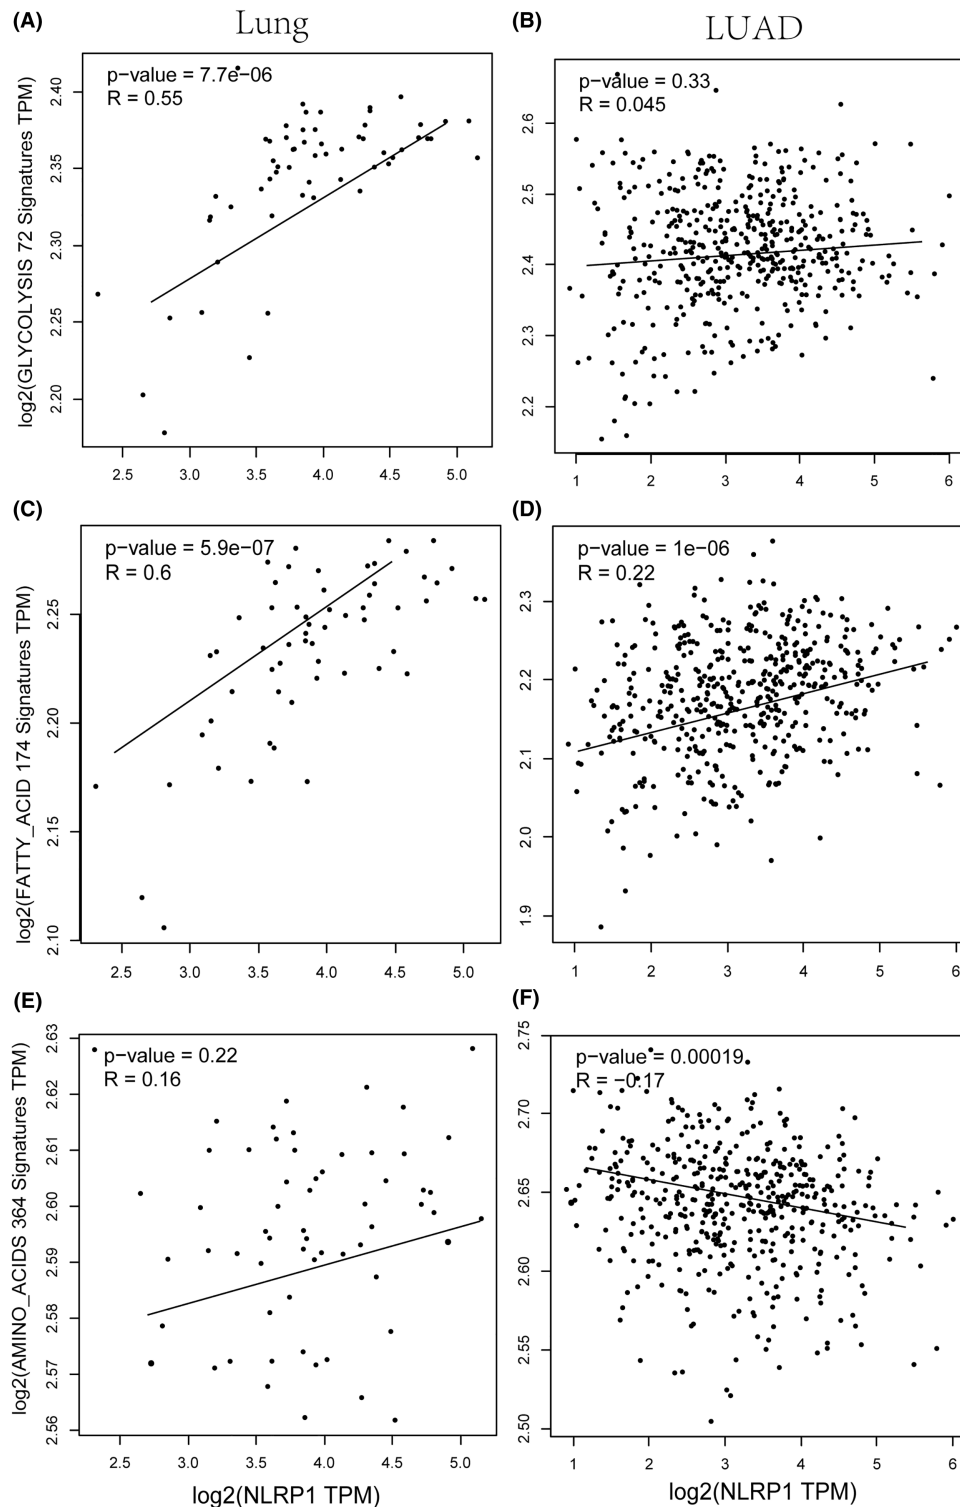 (A)
Lung
p−value = 7.7e−06
R = 0.55
log2(GLYCOLYSIS 72 Signatures TPM)
2.40
2.35
2.30
2.25
2.20
2.5 3.0 3.5 4.0 4.5 5.0
(B)
LUAD
p−value = 0.33
R = 0.045
2.6
2.5
2.4
2.3
2.2
1 2 3 4 5 6
(C)
p−value = 5.9e−07
R = 0.6
log2(FATTY_ACID 174 Signatures TPM)
2.25
2.20
2.15
2.10
2.5 3.0 3.5 4.0 4.5 5.0
(D)
p−value = 1e−06
R = 0.22
2.3
2.2
2.1
2.0
1.9
1 2 3 4 5 6
(E)
p−value = 0.22
R = 0.16
log2(AMINO_ACIDS 364 Signatures TPM)
2.63
2.62
2.61
2.60
2.59
2.58
2.57
2.56
2.5 3.0 3.5 4.0 4.5 5.0
log2(NLRP1 TPM)
(F)
p−value = 0.00019
R = −0.17
2.75
2.70
2.65
2.60
2.55
2.50
1 2 3 4 5 6
log2(NLRP1 TPM)